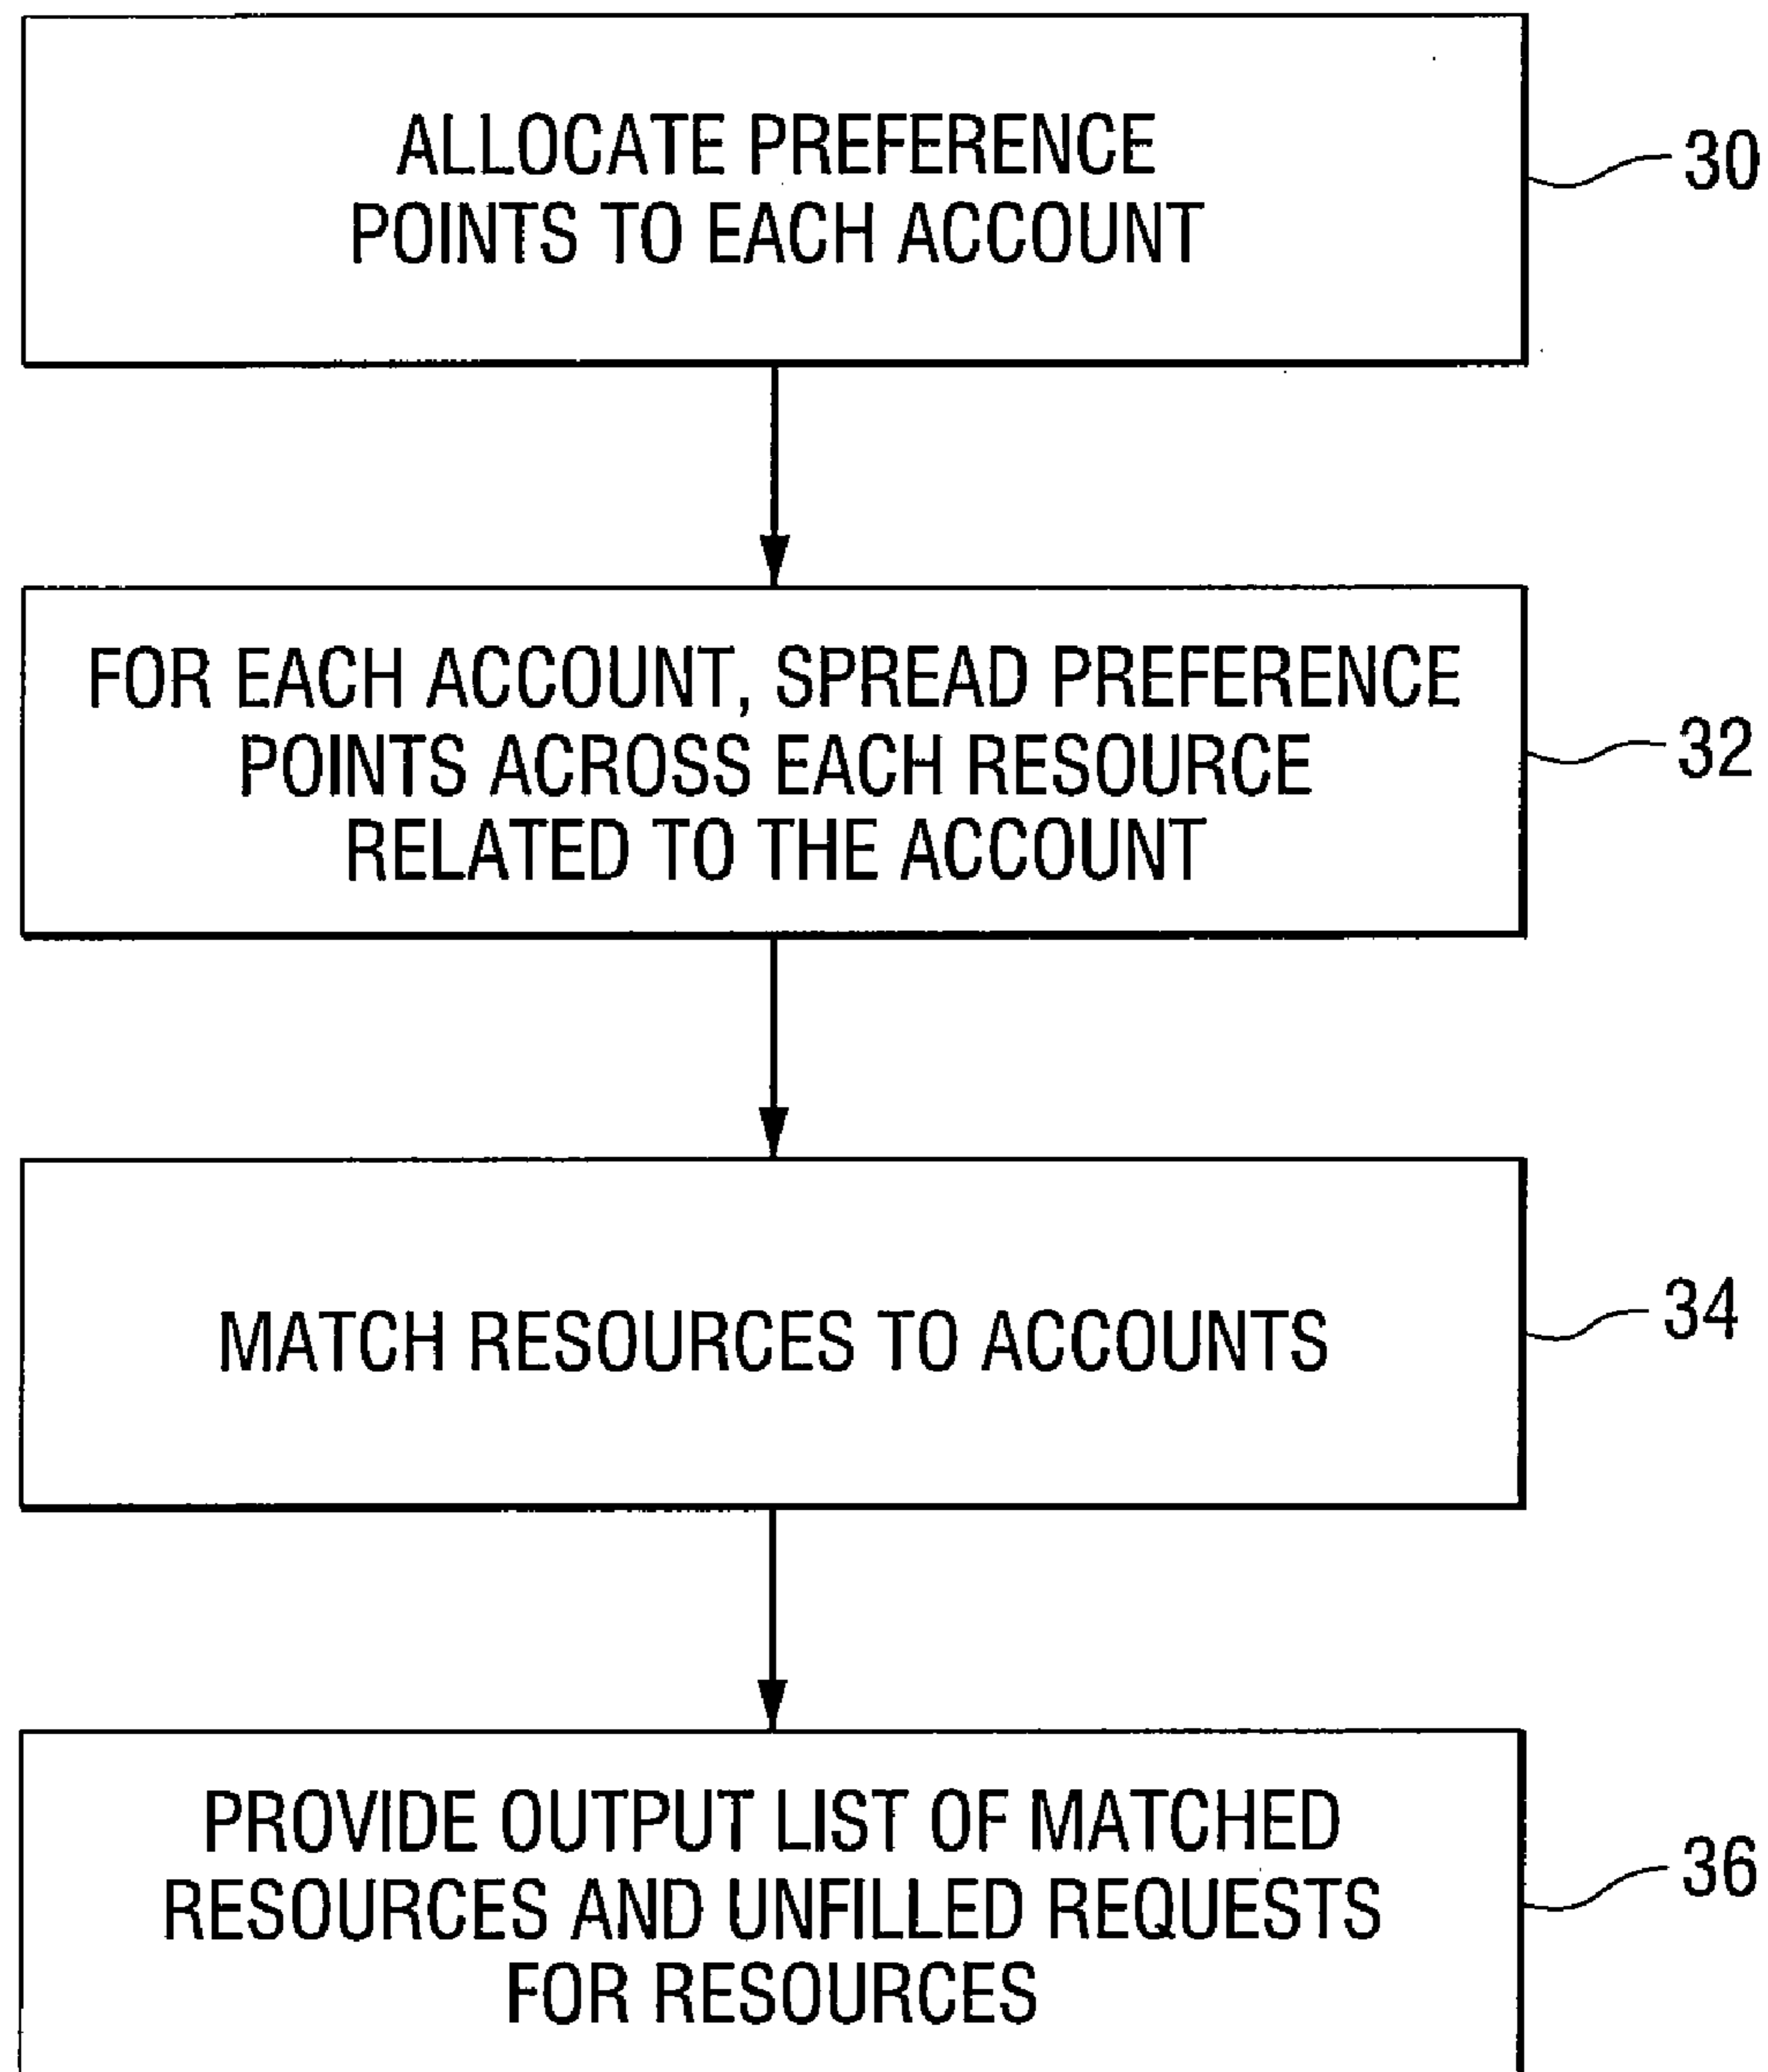 ALLOCATE PREFERENCE
POINTS TO EACH ACCOUNT
30
FOR EACH ACCOUNT, SPREAD PREFERENCE
POINTS ACROSS EACH RESOURCE
RELATED TO THE ACCOUNT
32
MATCH RESOURCES TO ACCOUNTS
34
PROVIDE OUTPUT LIST OF MATCHED
RESOURCES AND UNFILLED REQUESTS
FOR RESOURCES
36